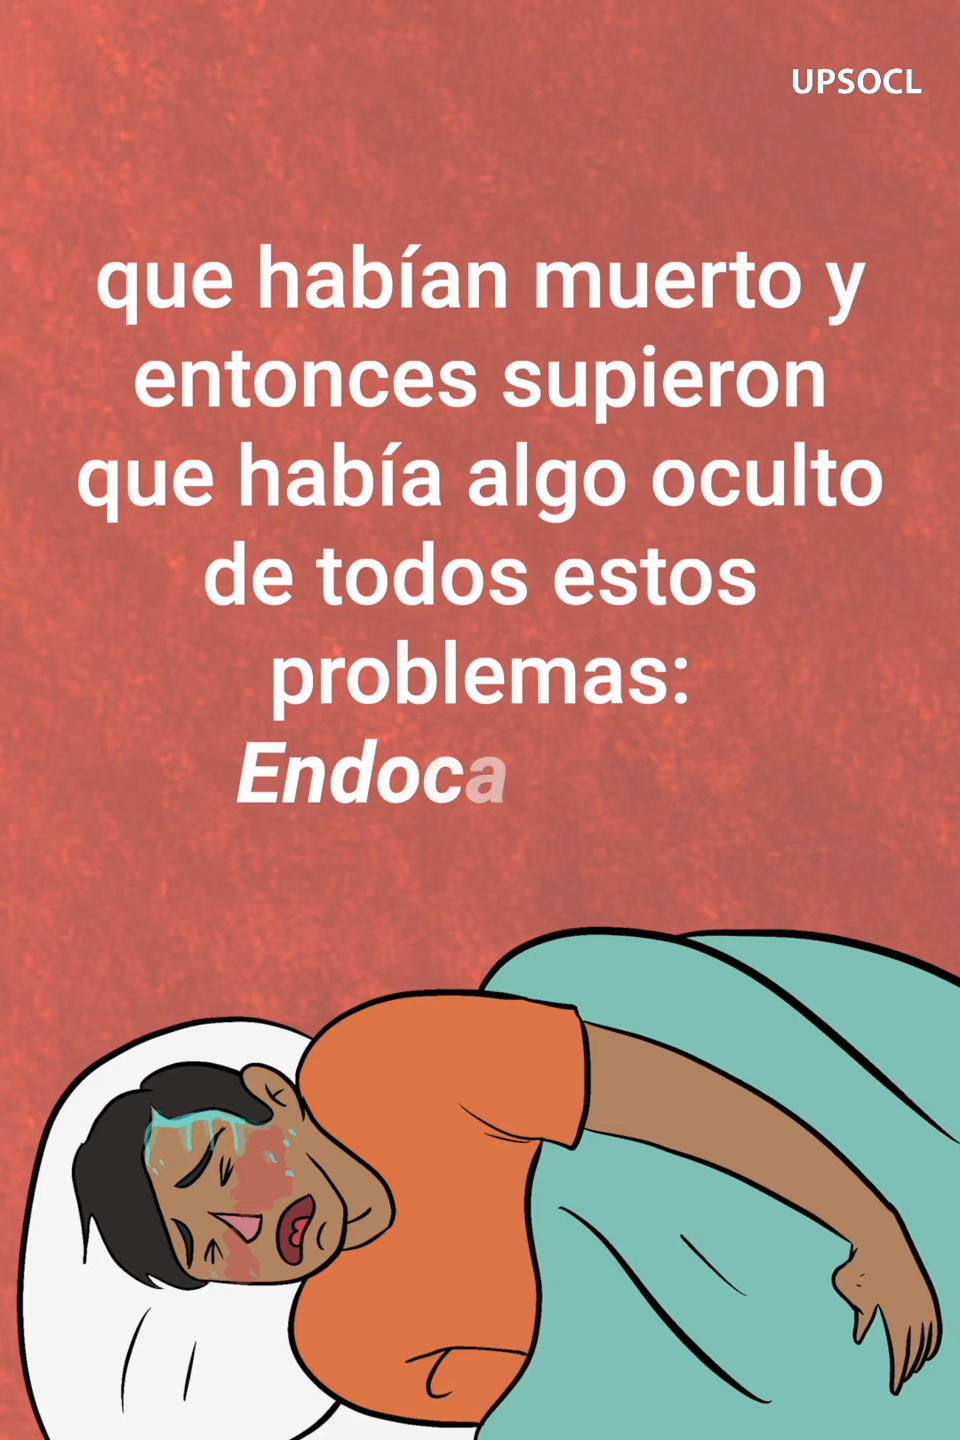 UPSOCL
que habían muerto y
entonces supieron
que había algo oculto
de todos estos
problemas:
Endoca